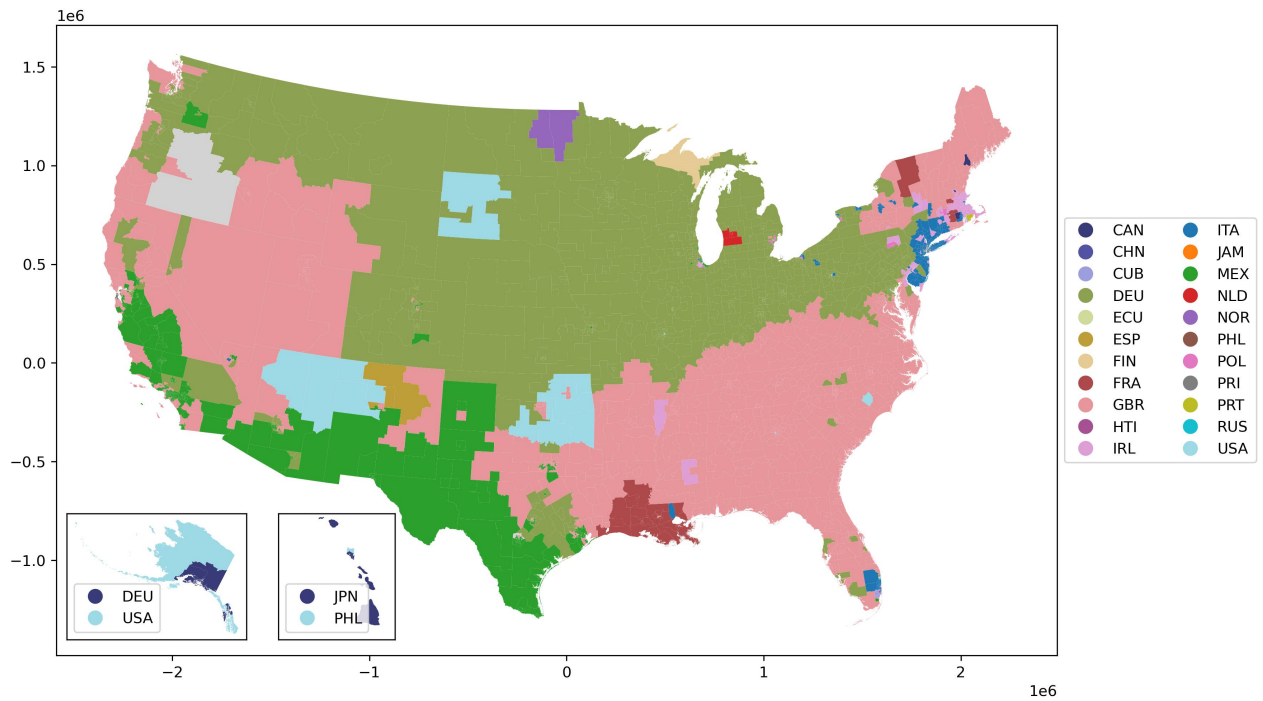 1e6
1.5
1.0
0.5
0.0
−0.5
−1.0
−2
−1
0
1
2
1e6
CAN
CHN
CUB
DEU
ECU
ESP
FIN
FRA
GBR
HTI
IRL
ITA
JAM
MEX
NLD
NOR
PHL
POL
PRI
PRT
RUS
USA
DEU
USA
JPN
PHL